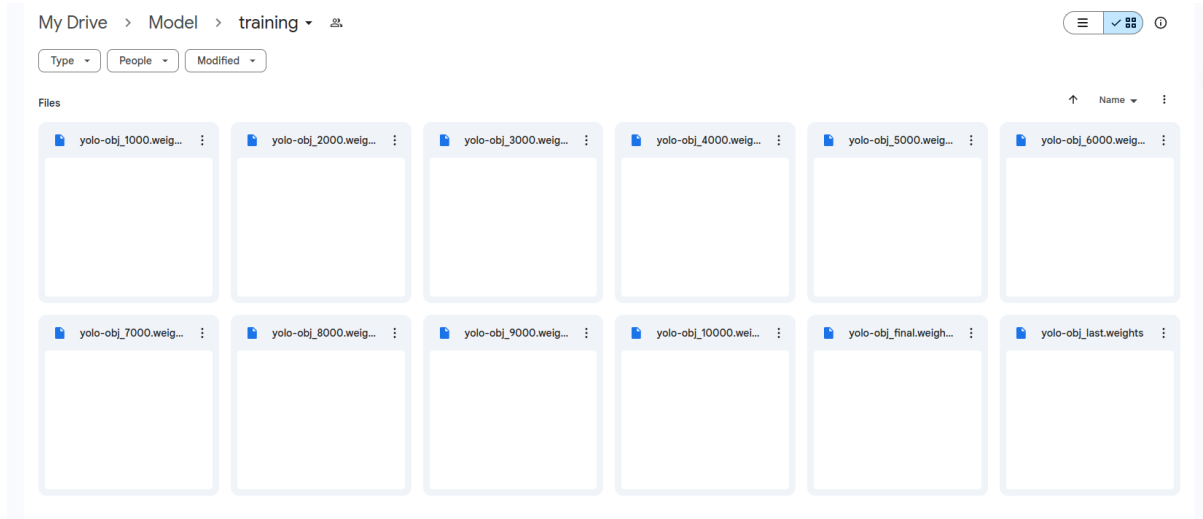 My Drive > Model > training
Type People Modified
Files Name
yolo-obj_1000.weig... yolo-obj_2000.weig... yolo-obj_3000.weig... yolo-obj_4000.weig... yolo-obj_5000.weig... yolo-obj_6000.weig...
yolo-obj_7000.weig... yolo-obj_8000.weig... yolo-obj_9000.weig... yolo-obj_10000.wei... yolo-obj_final.weigh... yolo-obj_last.weights